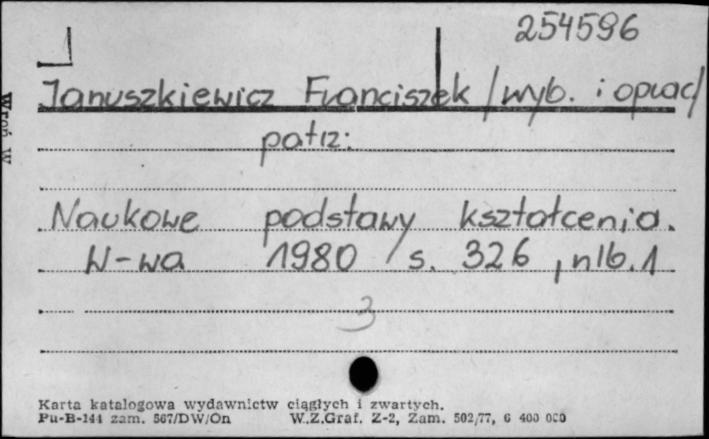 254596
Januszkiewicz Franciszek /wyb. i oprac/
patrz:
Naukowe podstawy kształcenia.
W-wa 1980 s. 326, nlb. 1
3
Karta katalogowa wydawnictw ciągłych i zwartych.
Pu-B-144 zam. 567/DW/On W.Z.Graf. Z-2, Zam. 502/77, 6 400 000